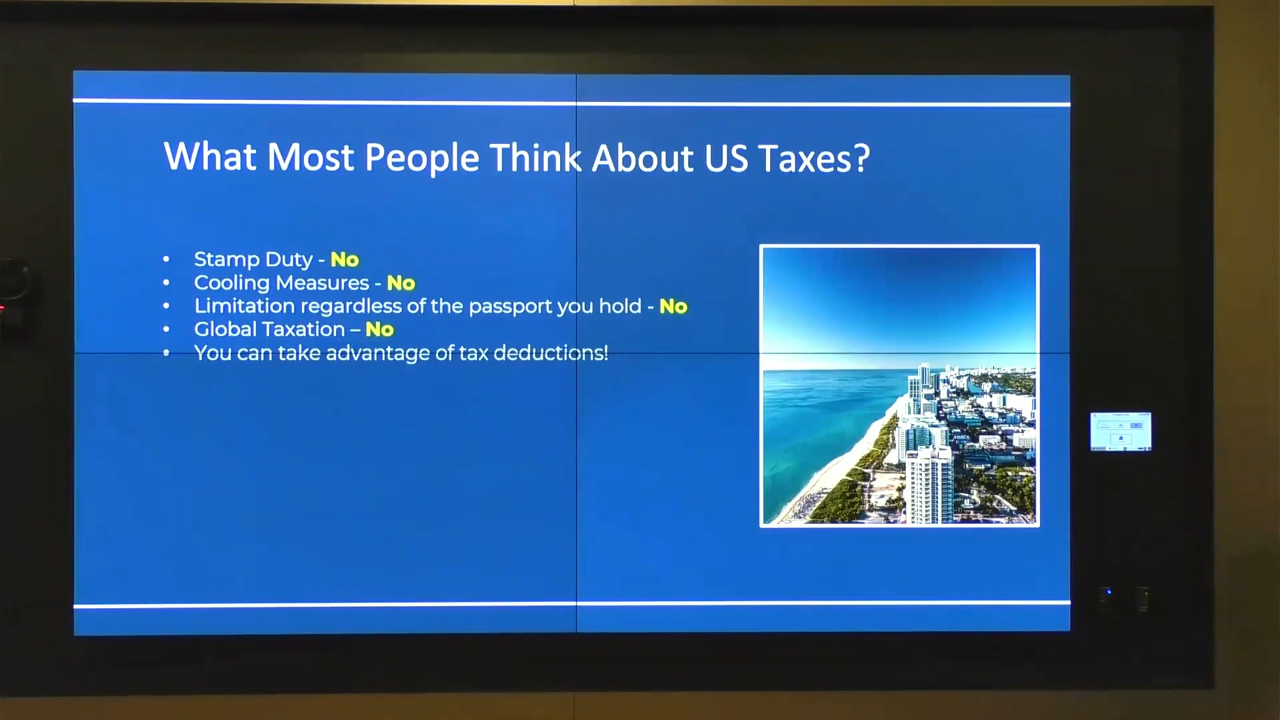 What Most People Think About US Taxes?
• Stamp Duty - No
• Cooling Measures - No
• Limitation regardless of the passport you hold - No
• Global Taxation – No
• You can take advantage of tax deductions!